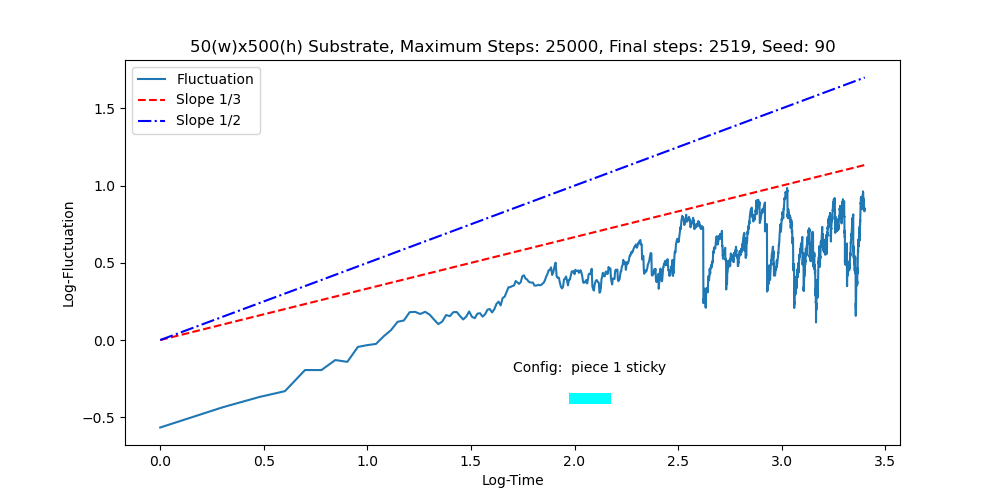 50(w)x500(h) Substrate, Maximum Steps: 25000, Final steps: 2519, Seed: 90
Fluctuation
Slope 1/3
Slope 1/2
1.5
1.0
0.5
0.0
−0.5
Log-Fluctuation
Config:  piece 1 sticky
0.0 0.5 1.0 1.5 2.0 2.5 3.0 3.5
Log-Time